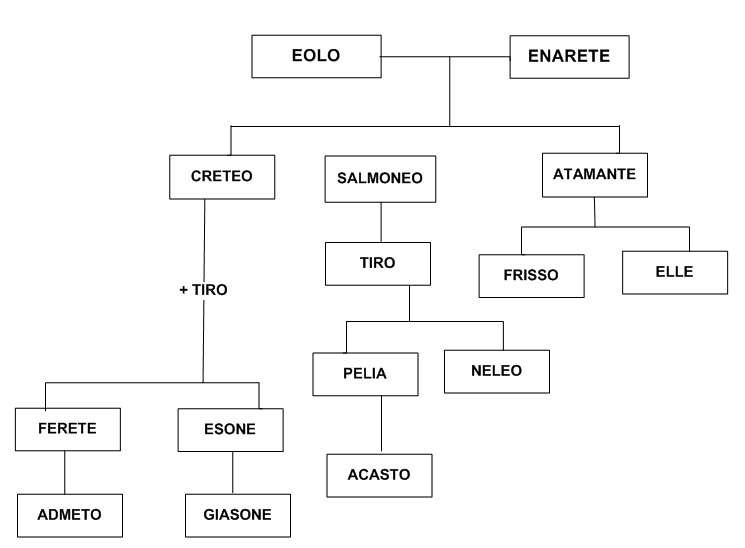 EOLO
ENARETE
CRETEO
SALMONEO
ATAMANTE
TIRO
FRISSO
ELLE
+ TIRO
PELIA
NELEO
FERETE
ESONE
ACASTO
ADMETO
GIASONE